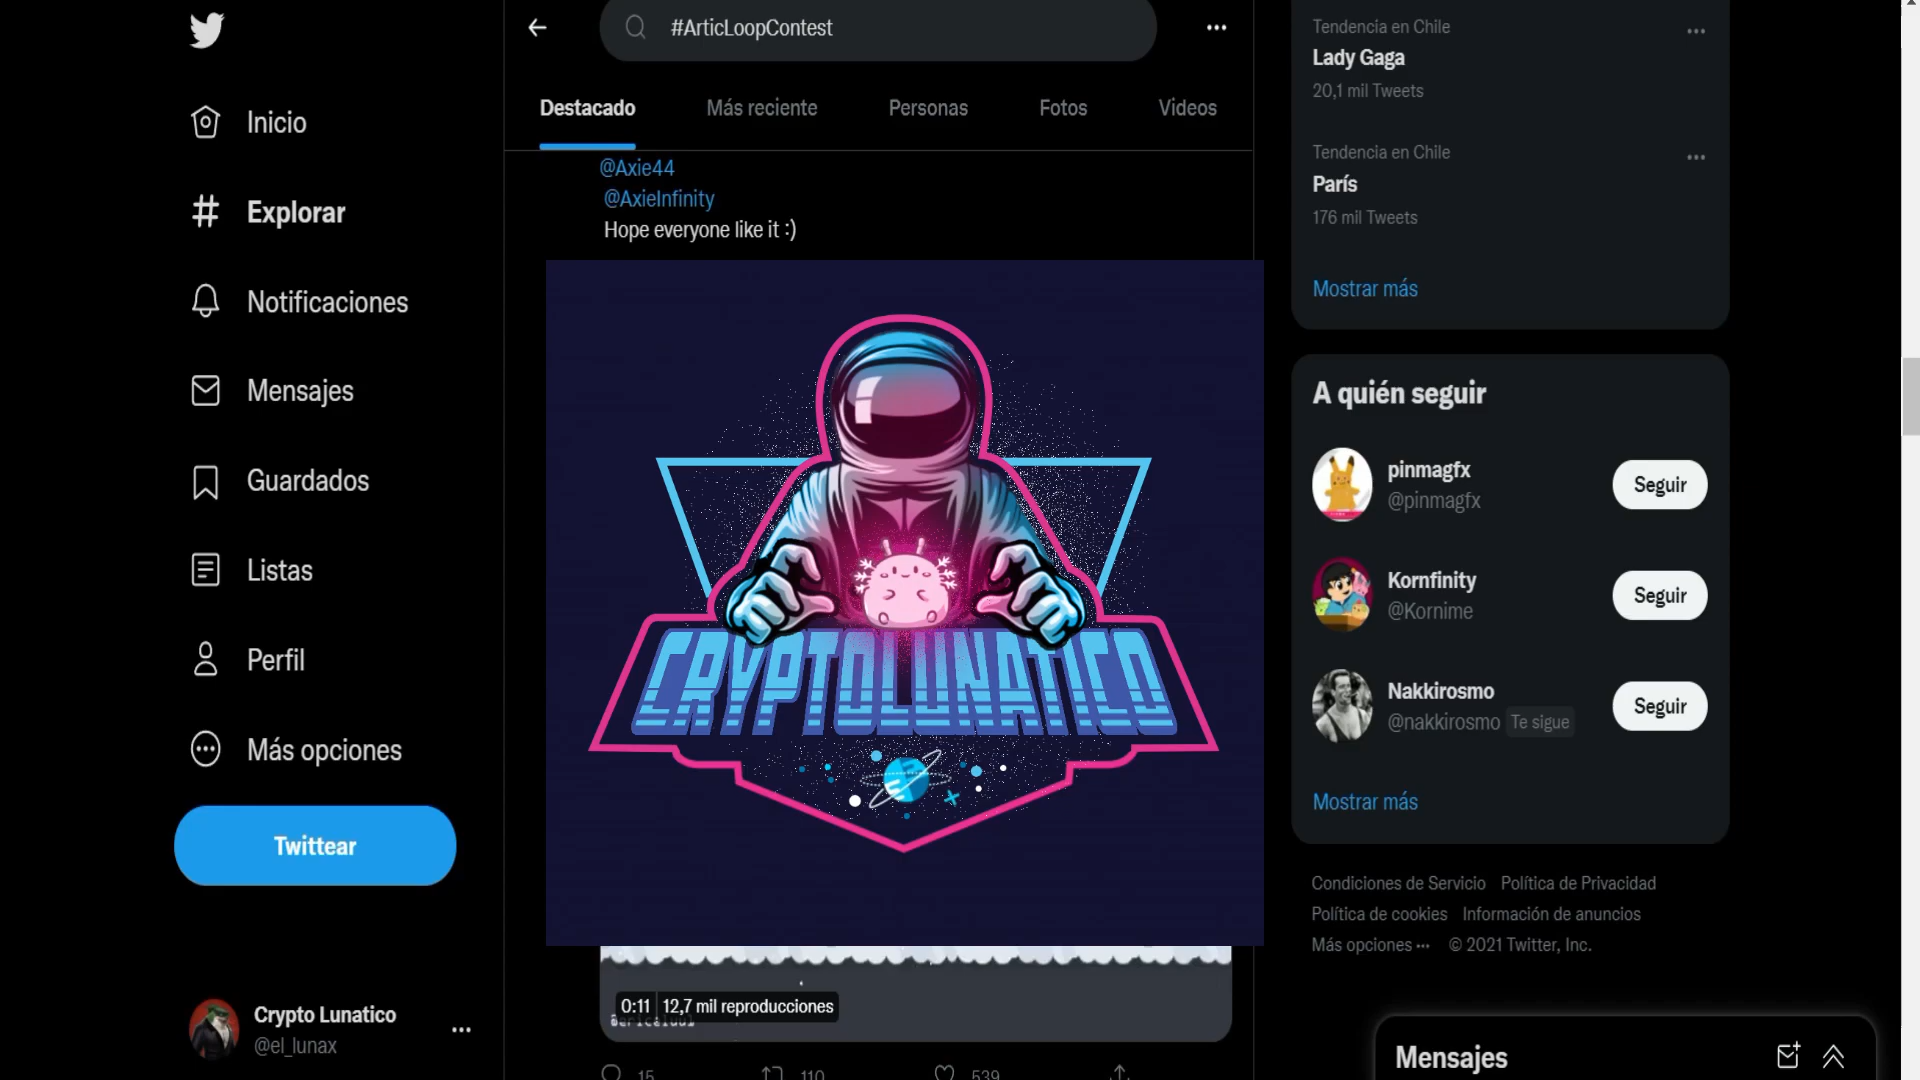 #ArticLoopContest
Inicio
Explorar
Notificaciones
Mensajes
Guardados
Listas
Perfil
Más opciones
Twittear
Crypto Lunatico
@el_lunax
Destacado
Más reciente
Personas
Fotos
Videos
@Axie44
@AxieInfinity
Hope everyone like it :)
CRYPTOLUNATICO
0:11
12,7 mil reproducciones
15
110
539
Tendencia en Chile
Lady Gaga
20,1 mil Tweets
Tendencia en Chile
París
176 mil Tweets
Mostrar más
A quién seguir
pinmagfx
@pinmagfx
Seguir
Kornfinity
@Kornime
Seguir
Nakkirosmo
@nakkirosmo Te sigue
Seguir
Mostrar más
Condiciones de Servicio Política de Privacidad
Política de cookies Información de anuncios
Más opciones ··· © 2021 Twitter, Inc.
Mensajes